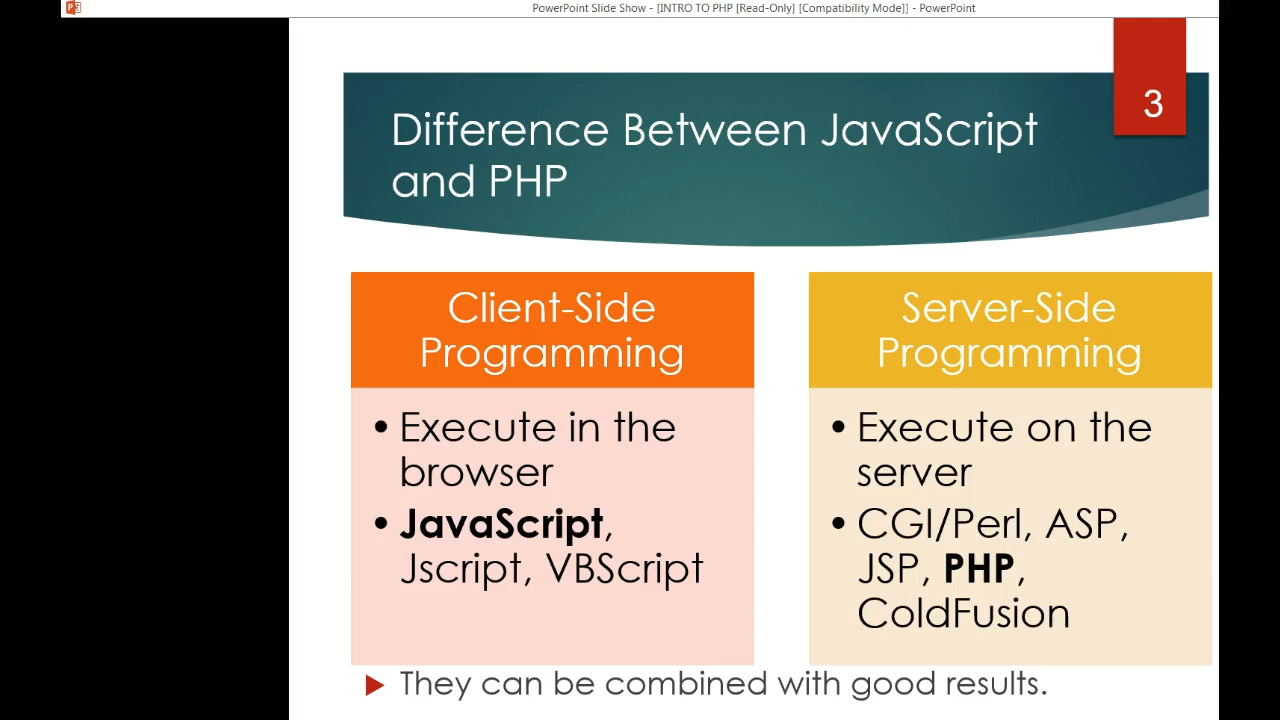 PowerPoint Slide Show - [INTRO TO PHP [Read-Only] [Compatibility Mode]] - PowerPoint
3
Difference Between JavaScript
and PHP
Client-Side
Programming
• Execute in the
browser
• JavaScript,
Jscript, VBScript
Server-Side
Programming
• Execute on the
server
• CGI/Perl, ASP,
JSP, PHP,
ColdFusion
They can be combined with good results.